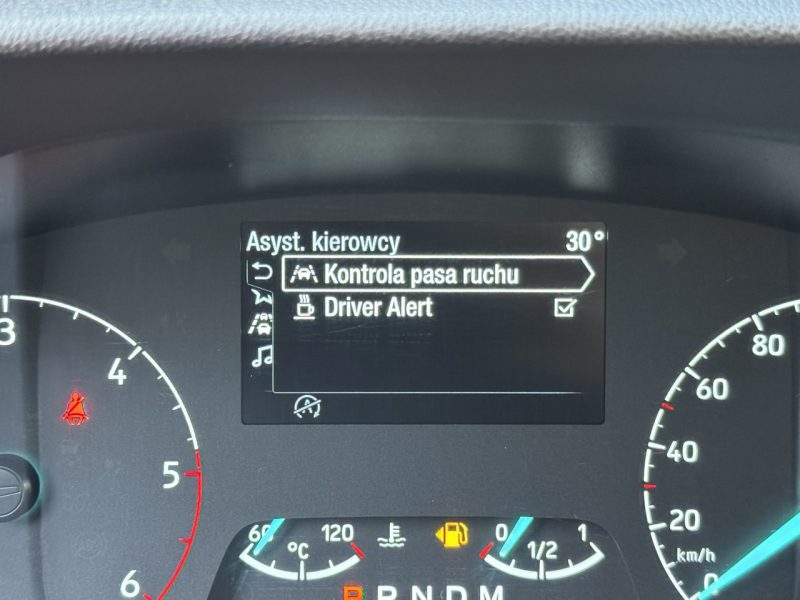 Asyst. kierowcy 30°
Kontrola pasa ruchu
Driver Alert
A
3
4
5
6
80
60
40
20
km/h
0
60 120
°C
0 1/2 1
P R N D M